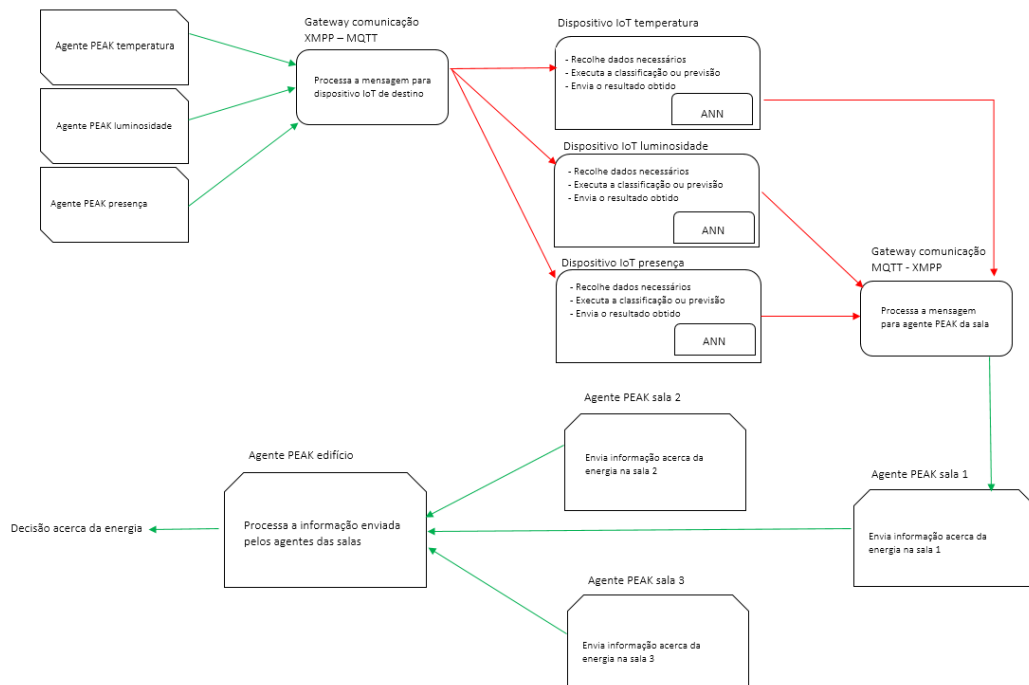 Agente PEAK temperatura
Agente PEAK luminosidade
Agente PEAK presença
Gateway comunicação
XMPP – MQTT
Processa a mensagem para
dispositivo IoT de destino
Dispositivo IoT temperatura
- Recolhe dados necessários
- Executa a classificação ou previsão
- Envia o resultado obtido
ANN
Dispositivo IoT luminosidade
- Recolhe dados necessários
- Executa a classificação ou previsão
- Envia o resultado obtido
ANN
Dispositivo IoT presença
- Recolhe dados necessários
- Executa a classificação ou previsão
- Envia o resultado obtido
ANN
Gateway comunicação
MQTT - XMPP
Processa a mensagem
para agente PEAK da sala
Agente PEAK sala 1
Envia informação acerca da
energia na sala 1
Agente PEAK sala 2
Envia informação acerca da
energia na sala 2
Agente PEAK sala 3
Envia informação acerca da
energia na sala 3
Agente PEAK edifício
Processa a informação enviada
pelos agentes das salas
Decisão acerca da energia